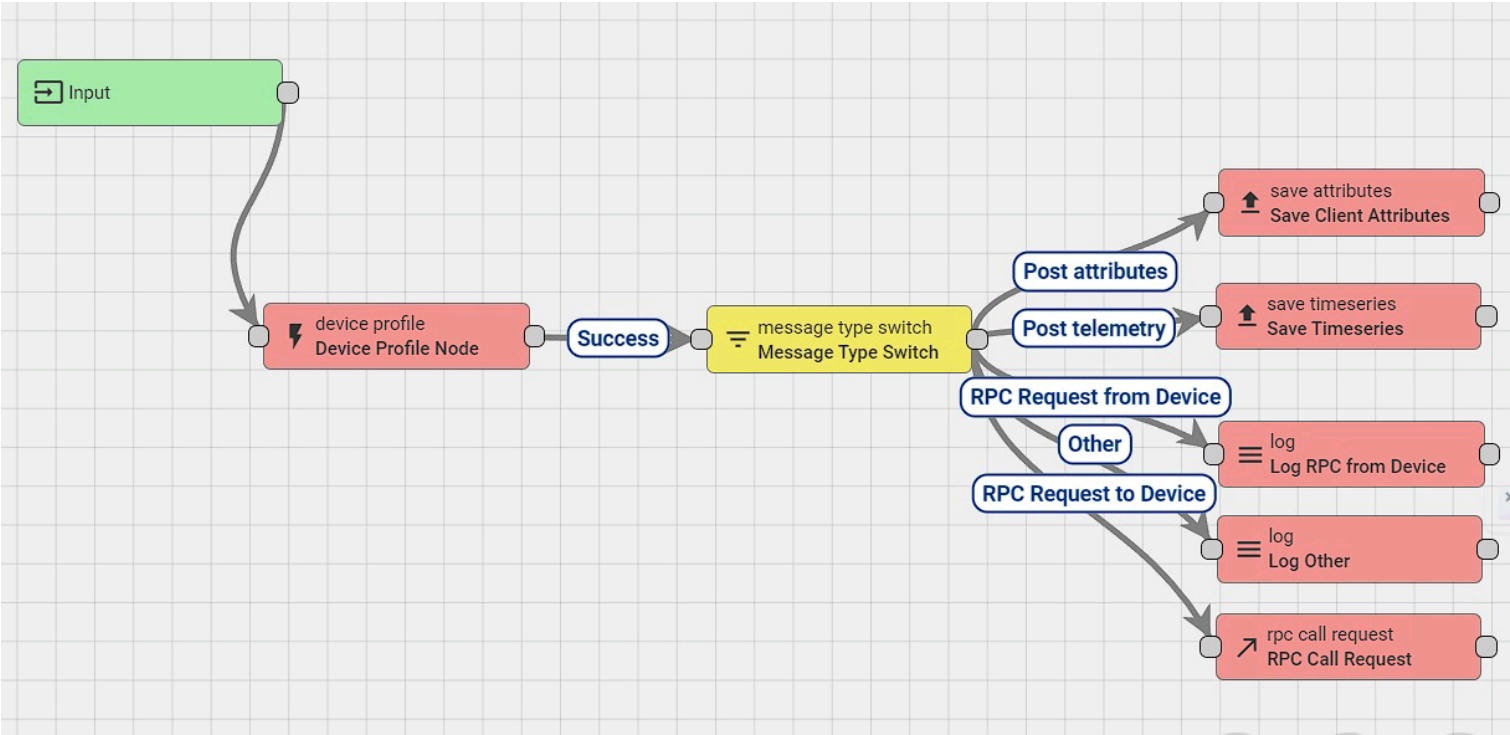 Input
save attributes
Save Client Attributes
Post attributes
save timeseries
Save Timeseries
device profile
Device Profile Node
Success
message type switch
Message Type Switch
Post telemetry
RPC Request from Device
log
Log RPC from Device
Other
RPC Request to Device
log
Log Other
rpc call request
RPC Call Request